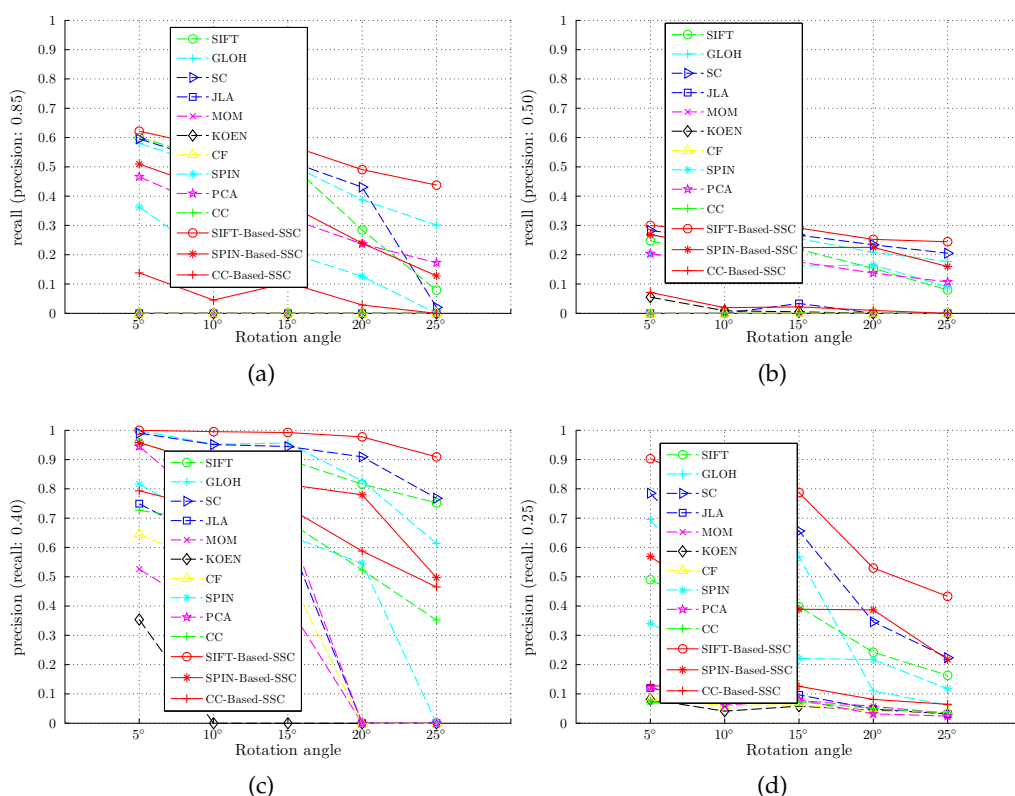 recall (precision: 0.85)
1
0.9
0.8
0.7
0.6
0.5
0.4
0.3
0.2
0.1
0
SIFT
GLOH
SC
JLA
MOM
KOEN
CF
SPIN
PCA
CC
SIFT-Based-SSC
SPIN-Based-SSC
CC-Based-SSC
5° 10° 15° 20° 25°
Rotation angle
(a)
recall (precision: 0.50)
1
0.9
0.8
0.7
0.6
0.5
0.4
0.3
0.2
0.1
0
SIFT
GLOH
SC
JLA
MOM
KOEN
CF
SPIN
PCA
CC
SIFT-Based-SSC
SPIN-Based-SSC
CC-Based-SSC
5° 10° 15° 20° 25°
Rotation angle
(b)
precision (recall: 0.40)
1
0.9
0.8
0.7
0.6
0.5
0.4
0.3
0.2
0.1
0
SIFT
GLOH
SC
JLA
MOM
KOEN
CF
SPIN
PCA
CC
SIFT-Based-SSC
SPIN-Based-SSC
CC-Based-SSC
5° 10° 15° 20° 25°
Rotation angle
(c)
precision (recall: 0.25)
1
0.9
0.8
0.7
0.6
0.5
0.4
0.3
0.2
0.1
0
SIFT
GLOH
SC
JLA
MOM
KOEN
CF
SPIN
PCA
CC
SIFT-Based-SSC
SPIN-Based-SSC
CC-Based-SSC
5° 10° 15° 20° 25°
Rotation angle
(d)